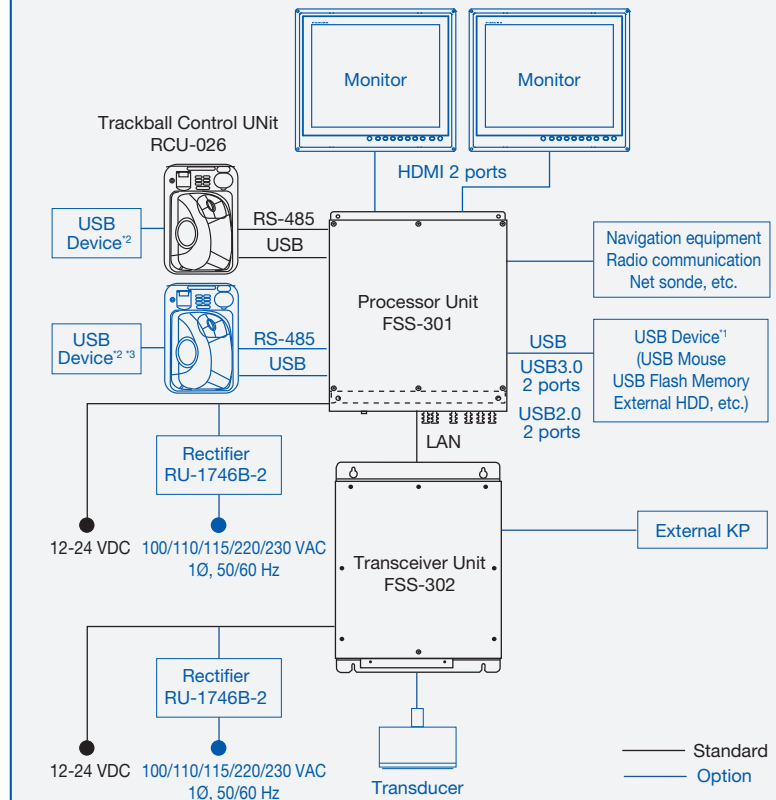 Monitor
Monitor
Trackball Control UNit
RCU-026
HDMI 2 ports
USB
Device*2
RS-485
USB
Navigation equipment
Radio communication
Net sonde, etc.
Processor Unit
FSS-301
USB
Device*2 *3
RS-485
USB
USB
USB3.0
2 ports
USB2.0
2 ports
USB Device*1
(USB Mouse
USB Flash Memory
External HDD, etc.)
LAN
Rectifier
RU-1746B-2
12-24 VDC
100/110/115/220/230 VAC
1Ø, 50/60 Hz
External KP
Transceiver Unit
FSS-302
Rectifier
RU-1746B-2
12-24 VDC
100/110/115/220/230 VAC
1Ø, 50/60 Hz
Transducer
Standard
Option